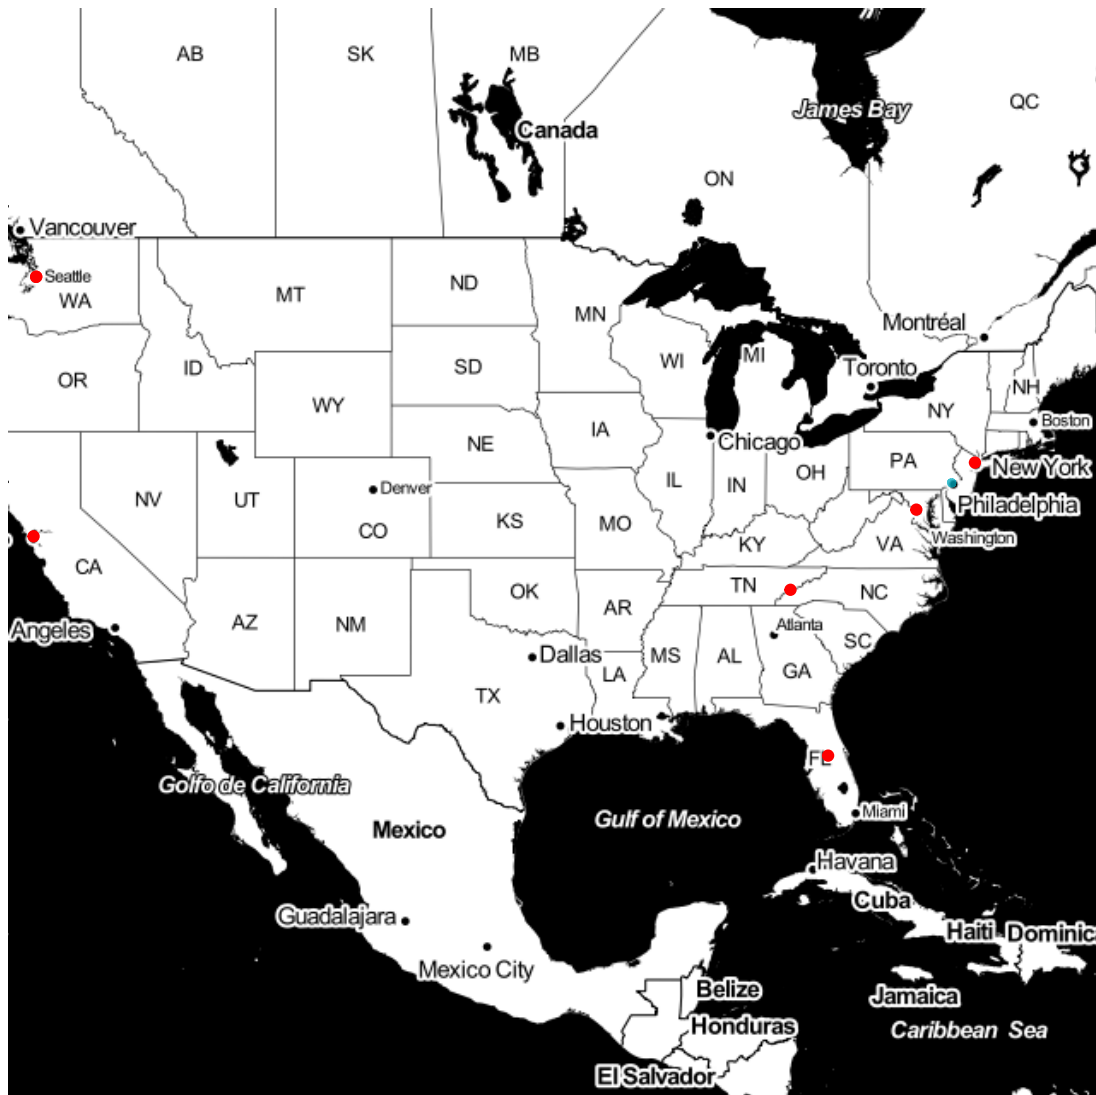 AB
SK
MB
QC
James Bay
Canada
ON
Vancouver
Seattle
WA
MT
ND
MN
Montréal
OR
ID
SD
WI
MI
Toronto
NH
WY
NY
Boston
NE
IA
Chicago
PA
New York
NV
UT
Denver
IL
IN
OH
Philadelphia
CO
KS
MO
KY
VA
Washington
CA
OK
TN
NC
AZ
NM
AR
Angeles
Atlanta
SC
Dallas
MS
AL
GA
LA
TX
Houston
FL
Golfo de California
Miami
Mexico
Gulf of Mexico
Havana
Cuba
Guadalajara
Haiti
Dominic
Mexico City
Belize
Jamaica
Honduras
Caribbean Sea
El Salvador